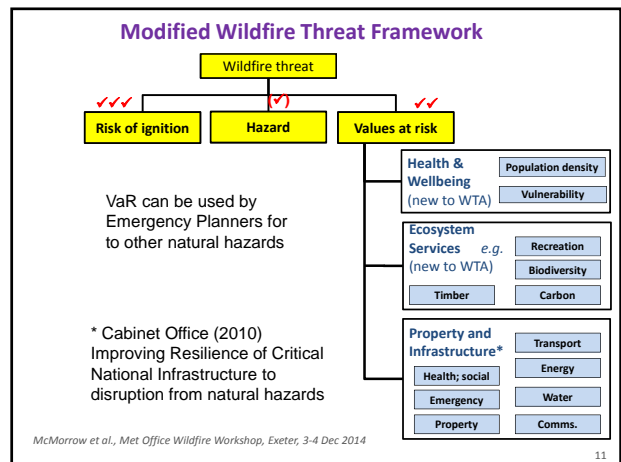 Modified Wildfire Threat Framework
Wildfire threat
✓✓✓
(✓)
✓✓
Risk of ignition
Hazard
Values at risk
Health &
Wellbeing
(new to WTA)
Population density
Vulnerability
VaR can be used by
Emergency Planners for
to other natural hazards
Ecosystem
Services e.g.
(new to WTA)
Recreation
Biodiversity
Timber
Carbon
* Cabinet Office (2010)
Improving Resilience of Critical
National Infrastructure to
disruption from natural hazards
Property and
Infrastructure*
Transport
Health; social
Energy
Emergency
Water
Property
Comms.
McMorrow et al., Met Office Wildfire Workshop, Exeter, 3-4 Dec 2014
11